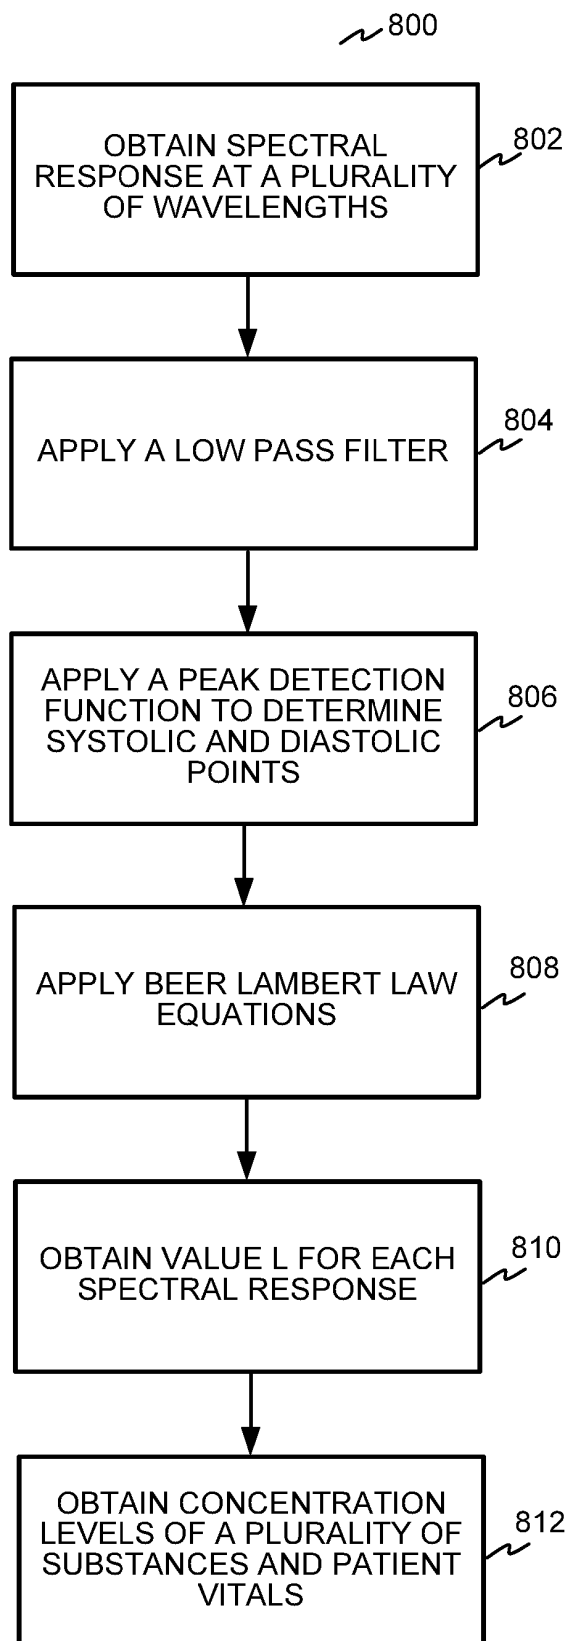 800
OBTAIN SPECTRAL
RESPONSE AT A PLURALITY
OF WAVELENGTHS
802
APPLY A LOW PASS FILTER
804
APPLY A PEAK DETECTION
FUNCTION TO DETERMINE
SYSTOLIC AND DIASTOLIC
POINTS
806
APPLY BEER LAMBERT LAW
EQUATIONS
808
OBTAIN VALUE L FOR EACH
SPECTRAL RESPONSE
810
OBTAIN CONCENTRATION
LEVELS OF A PLURALITY OF
SUBSTANCES AND PATIENT
VITALS
812